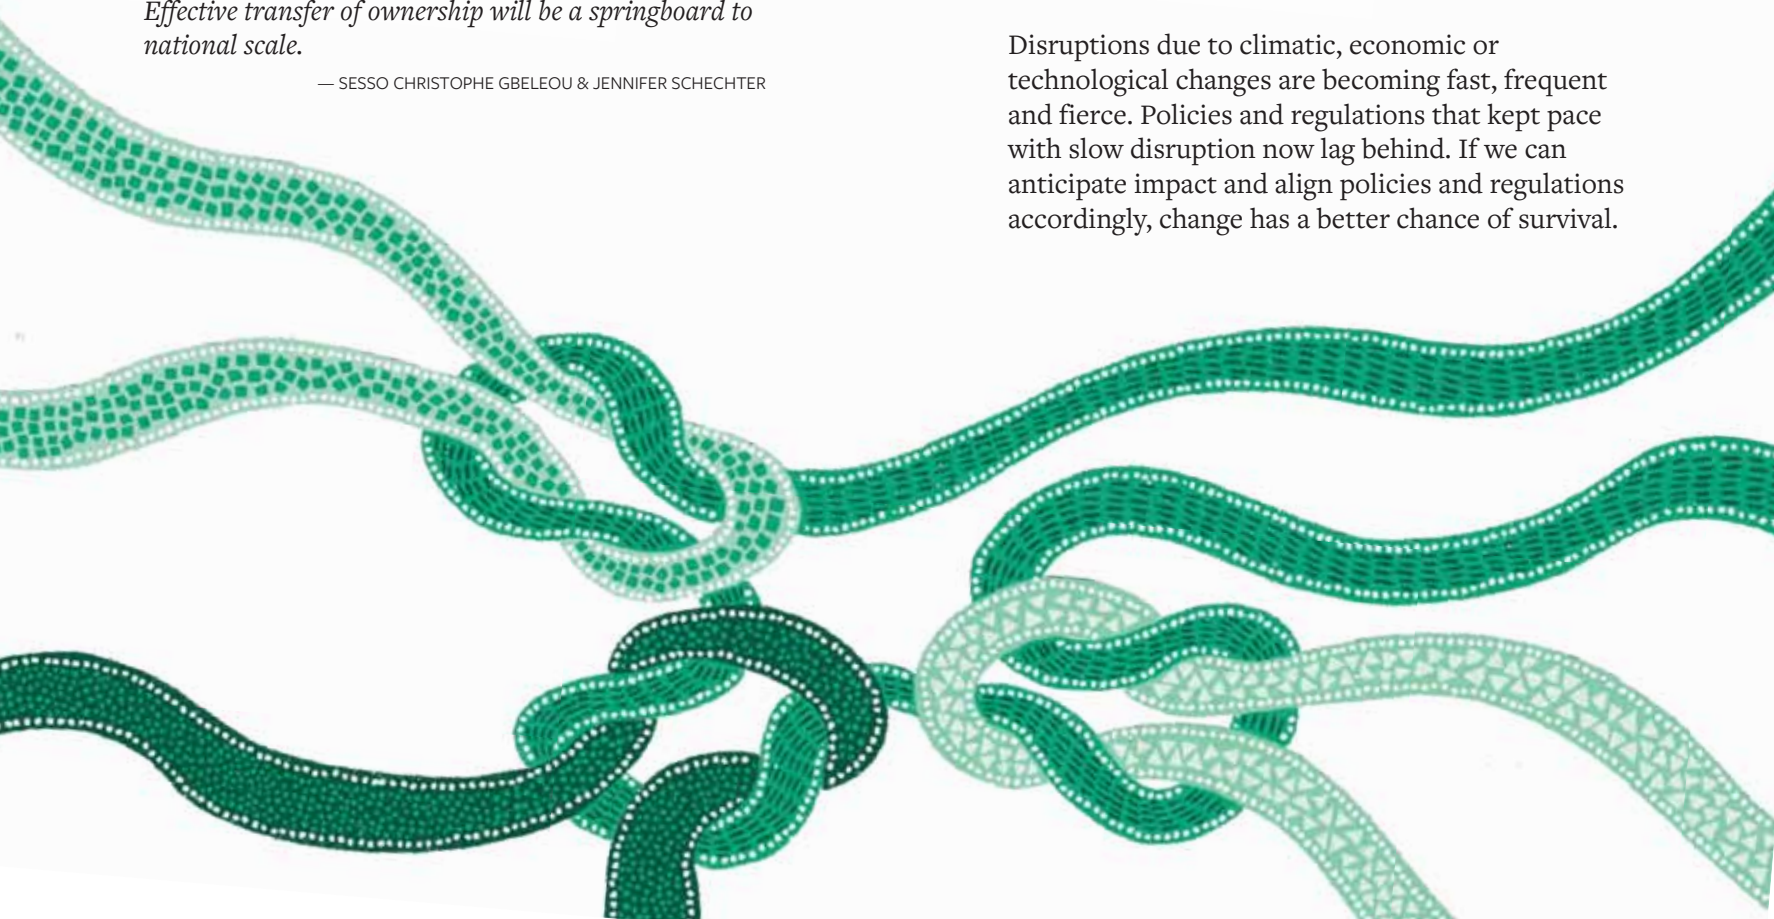 Effective transfer of ownership will be a springboard to
national scale.
— SESSO CHRISTOPHE GBELEOU & JENNIFER SCHECHTER
Disruptions due to climatic, economic or
technological changes are becoming fast, frequent
and fierce. Policies and regulations that kept pace
with slow disruption now lag behind. If we can
anticipate impact and align policies and regulations
accordingly, change has a better chance of survival.